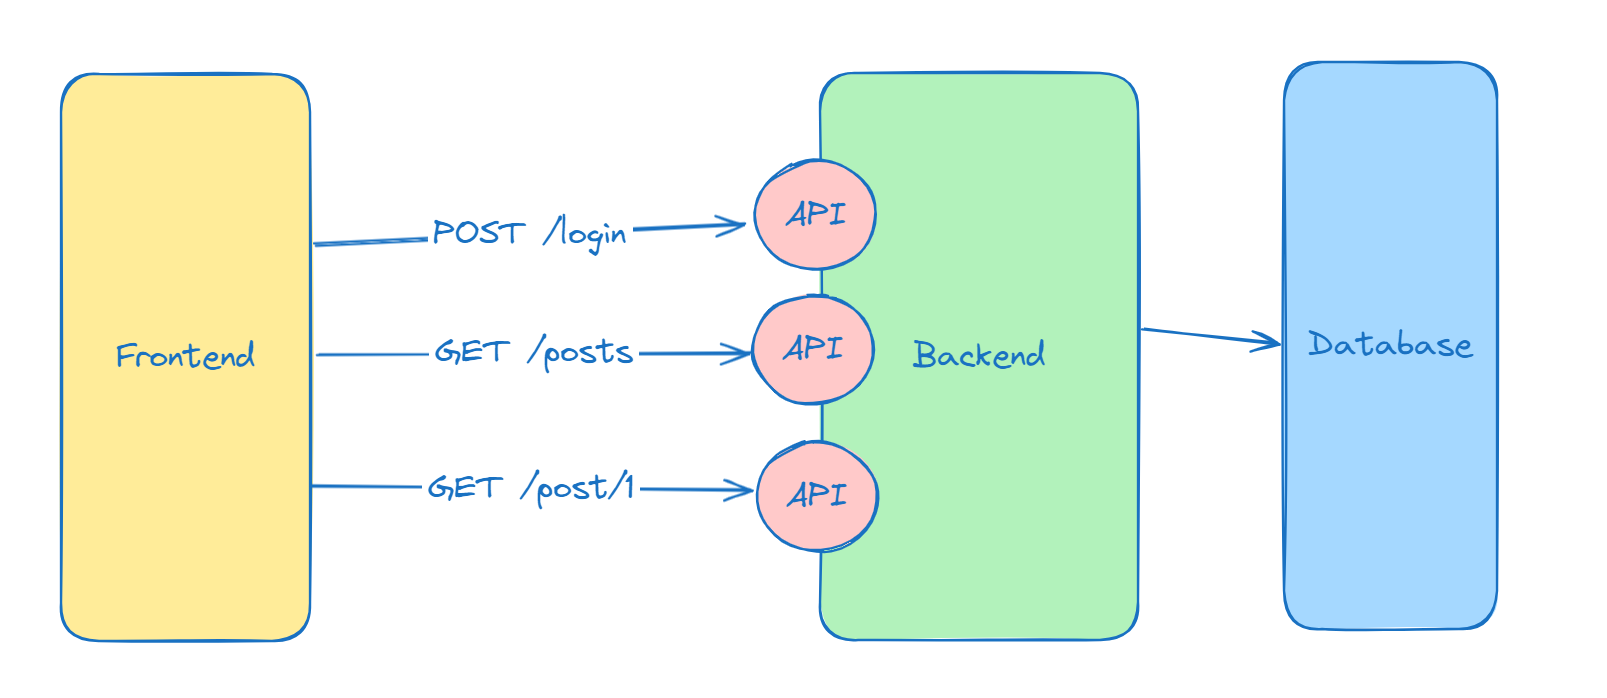 Frontend
POST /login
GET /posts
GET /post/1
API
API
API
Backend
Database